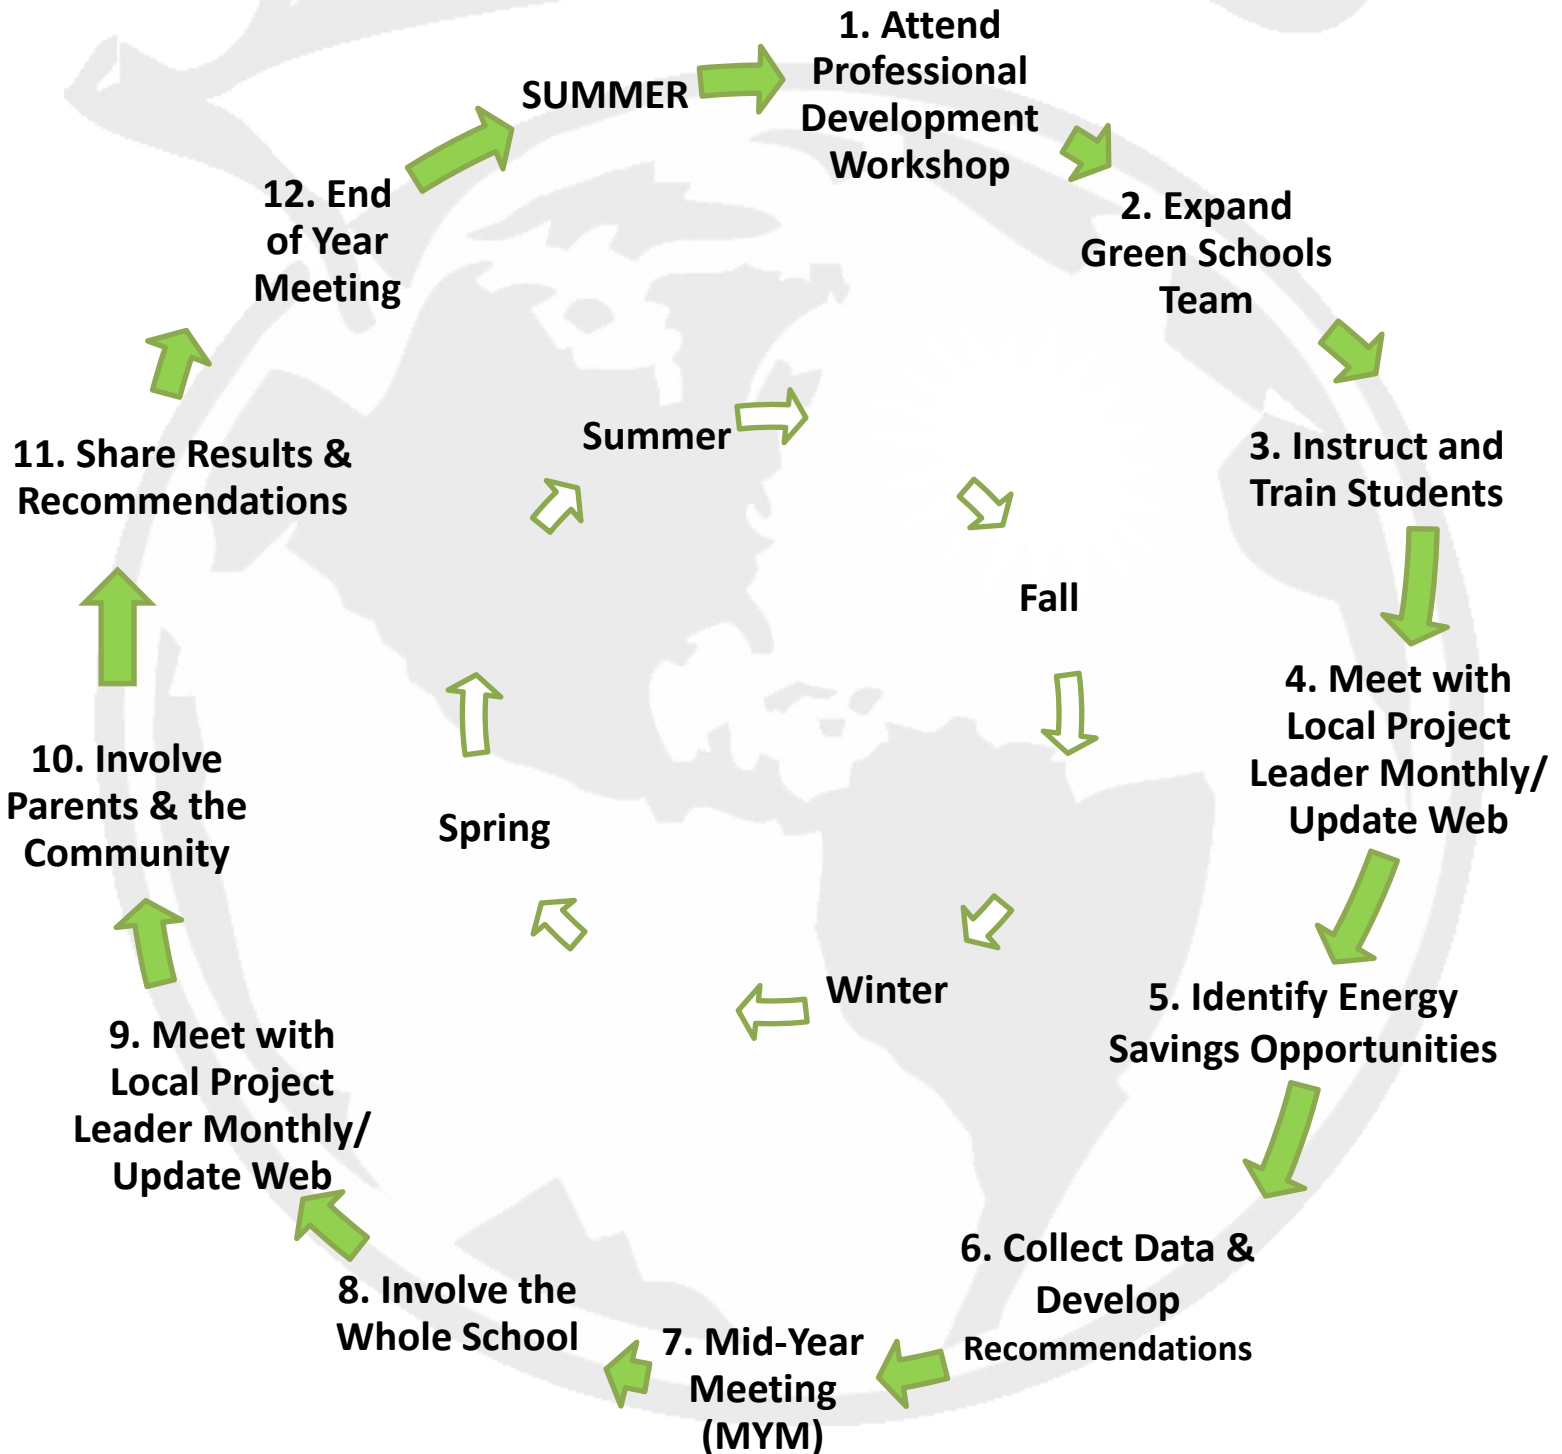 SUMMER
1. Attend
Professional
Development
Workshop
2. Expand
Green Schools
Team
3. Instruct and
Train Students
4. Meet with
Local Project
Leader Monthly/
Update Web
5. Identify Energy
Savings Opportunities
6. Collect Data &
Develop
Recommendations
7. Mid-Year
Meeting
(MYM)
8. Involve the
Whole School
9. Meet with
Local Project
Leader Monthly/
Update Web
10. Involve
Parents & the
Community
11. Share Results &
Recommendations
12. End
of Year
Meeting
Summer
Fall
Winter
Spring